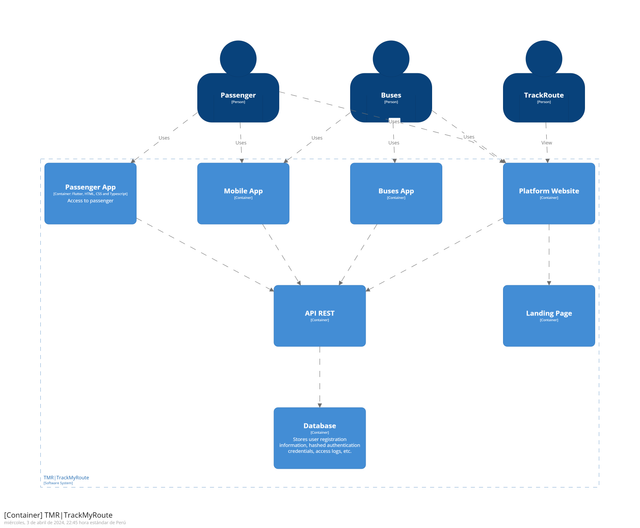 Passenger
[Person]
Buses
[Person]
TrackRoute
[Person]
Uses
Uses
Uses
Uses
Uses
Uses
View
Passenger App
[Container: Flutter, HTML, CSS and Typescript]
Access to passenger
Mobile App
[Container]
Buses App
[Container]
Platform Website
[Container]
API REST
[Container]
Landing Page
[Container]
Database
[Container]
Stores user registration
information, hashed authentication
credentials, access logs, etc.
TMR|TrackMyRoute
[Software System]
[Container] TMR|TrackMyRoute
miércoles, 3 de abril de 2024, 22:45 hora estándar de Perú